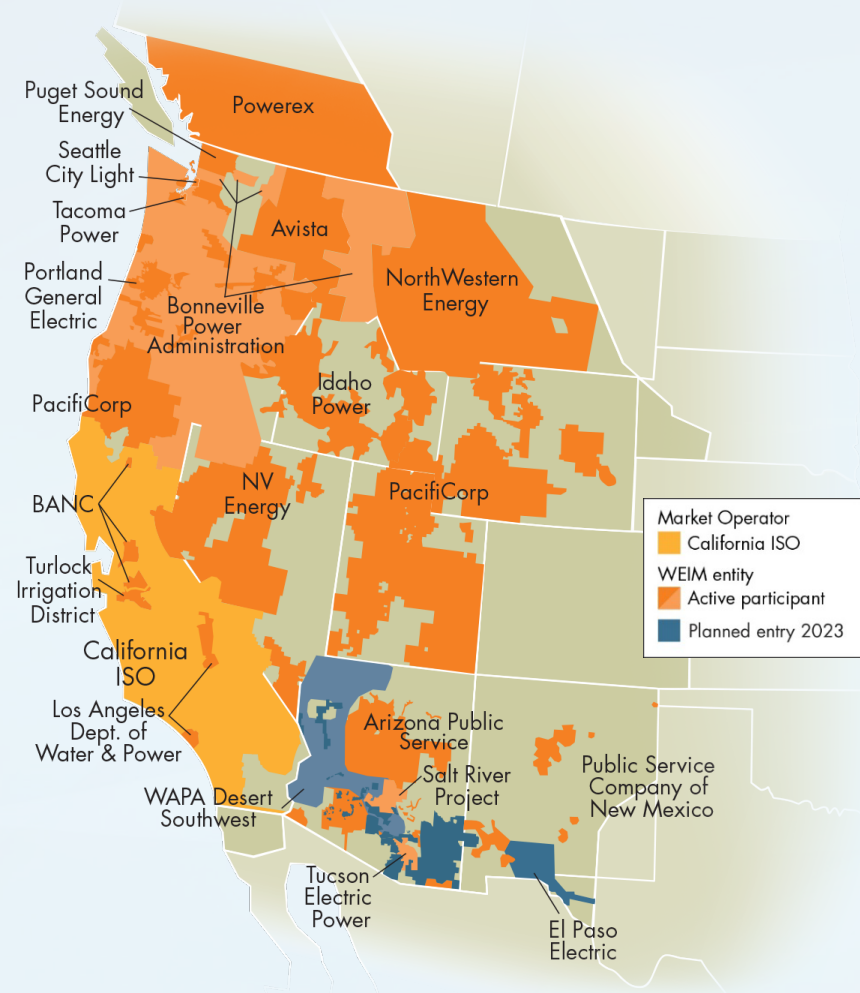 Puget Sound
Energy
Powerex
Seattle
City Light
Tacoma
Power
Avista
Portland
General
Electric
NorthWestern
Energy
Bonneville
Power
Administration
PacifiCorp
Idaho
Power
BANC
NV
Energy
PacifiCorp
Market Operator
California ISO
WEIM entity
Active participant
Planned entry 2023
Turlock
Irrigation
District
California
ISO
Los Angeles
Dept. of
Water & Power
Arizona Public
Service
Salt River
Project
Public Service
Company of
New Mexico
WAPA Desert
Southwest
Tucson
Electric
Power
El Paso
Electric